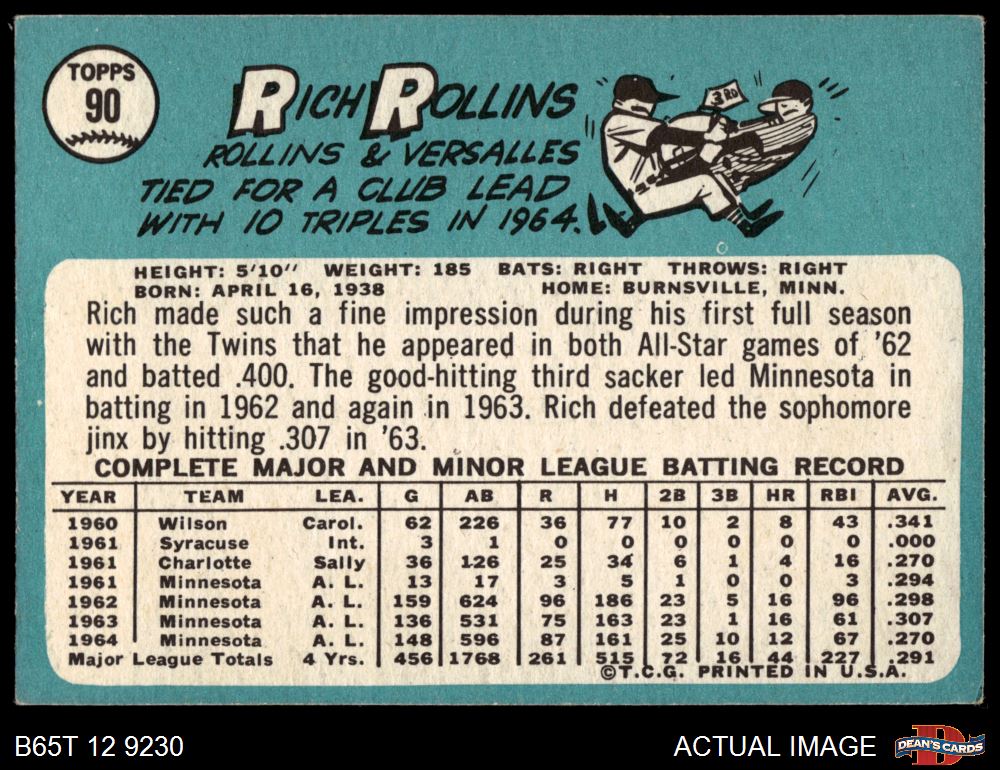 TOPPS
90
RICH ROLLINS
3RD
ROLLINS & VERSALLES
TIED FOR A CLUB LEAD
WITH 10 TRIPLES IN 1964.
HEIGHT: 5'10" WEIGHT: 185 BATS: RIGHT THROWS: RIGHT
BORN: APRIL 16, 1938 HOME: BURNSVILLE, MINN.
Rich made such a fine impression during his first full season
with the Twins that he appeared in both All-Star games of '62
and batted .400. The good-hitting third sacker led Minnesota in
batting in 1962 and again in 1963. Rich defeated the sophomore
jinx by hitting .307 in '63.
COMPLETE MAJOR AND MINOR LEAGUE BATTING RECORD
YEAR TEAM LEA. G AB R H 2B 3B HR RBI AVG.
1960 Wilson Carol. 62 226 36 77 10 2 8 43 .341
1961 Syracuse Int. 3 1 0 0 0 0 0 0 .000
1961 Charlotte Sally 36 126 25 34 6 1 4 16 .270
1961 Minnesota A. L. 13 17 3 5 1 0 0 3 .294
1962 Minnesota A. L. 159 624 96 186 23 5 16 96 .298
1963 Minnesota A. L. 136 531 75 163 23 1 16 61 .307
1964 Minnesota A. L. 148 596 87 161 25 10 12 67 .270
Major League Totals 4 Yrs. 456 1768 261 515 72 16 44 227 .291
©T.C.G. PRINTED IN U.S.A.
B65T 12 9230
ACTUAL IMAGE
D
DEAN'S CARDS